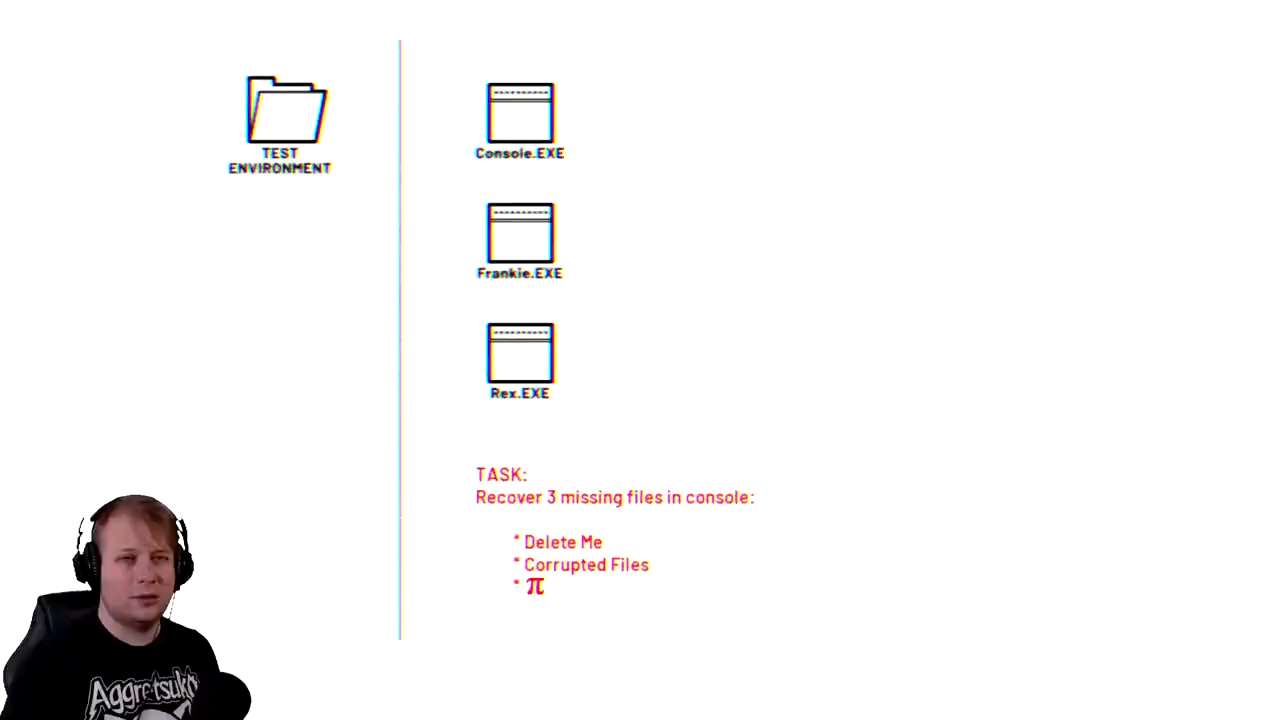 TEST
ENVIRONMENT
Console.EXE
Frankie.EXE
Rex.EXE
TASK:
Recover 3 missing files in console:
* Delete Me
* Corrupted Files
* π